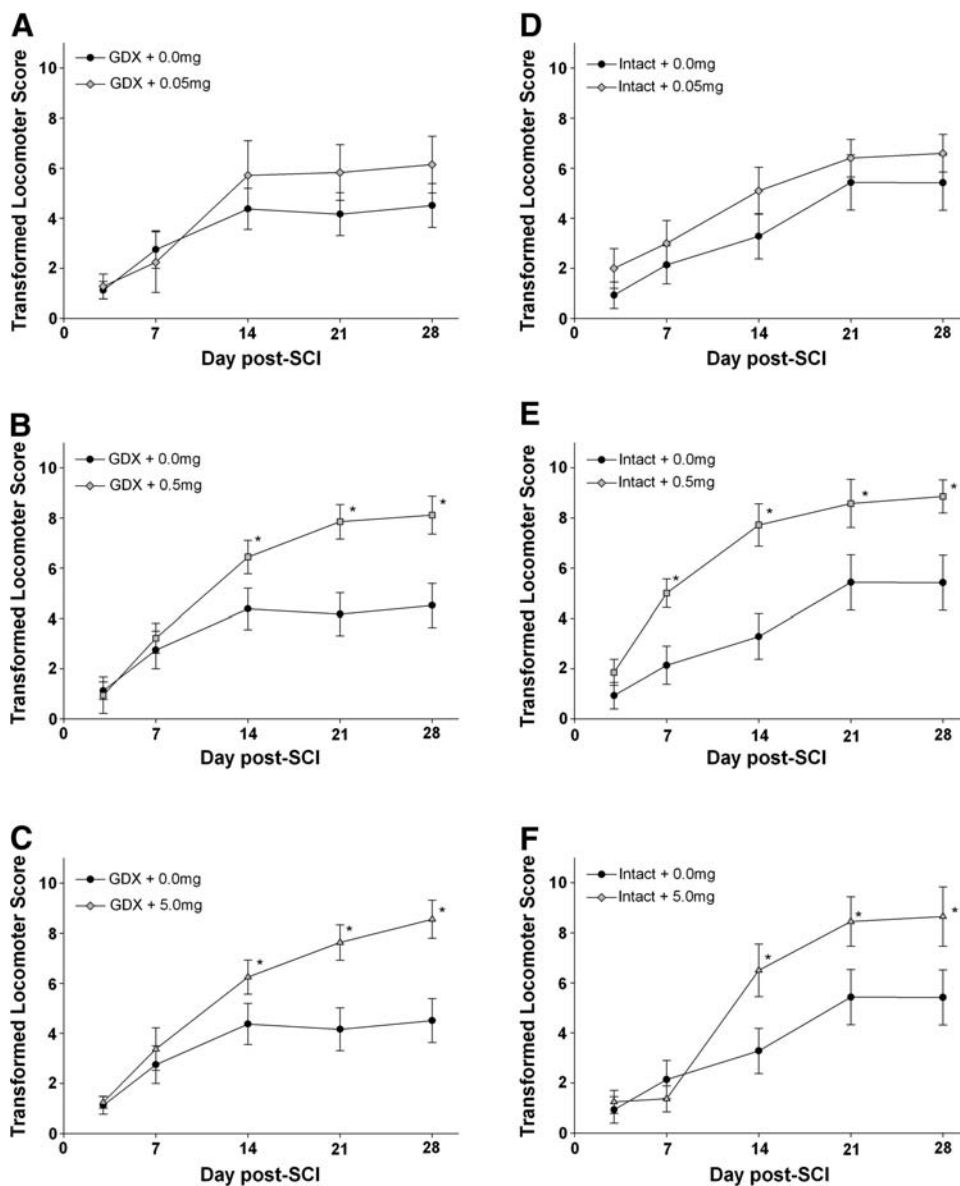 A
GDX + 0.0mg
GDX + 0.05mg
Transformed Locomoter Score
10
8
6
4
2
0
0 7 14 21 28
Day post-SCI
D
Intact + 0.0mg
Intact + 0.05mg
Transformed Locomoter Score
10
8
6
4
2
0
0 7 14 21 28
Day post-SCI
B
GDX + 0.0mg
GDX + 0.5mg
Transformed Locomoter Score
10
8
6
4
2
0
* * *
0 7 14 21 28
Day post-SCI
E
Intact + 0.0mg
Intact + 0.5mg
Transformed Locomoter Score
10
8
6
4
2
0
* * * *
0 7 14 21 28
Day post-SCI
C
GDX + 0.0mg
GDX + 5.0mg
Transformed Locomoter Score
10
8
6
4
2
0
* * *
0 7 14 21 28
Day post-SCI
F
Intact + 0.0mg
Intact + 5.0mg
Transformed Locomoter Score
10
8
6
4
2
0
* * *
0 7 14 21 28
Day post-SCI